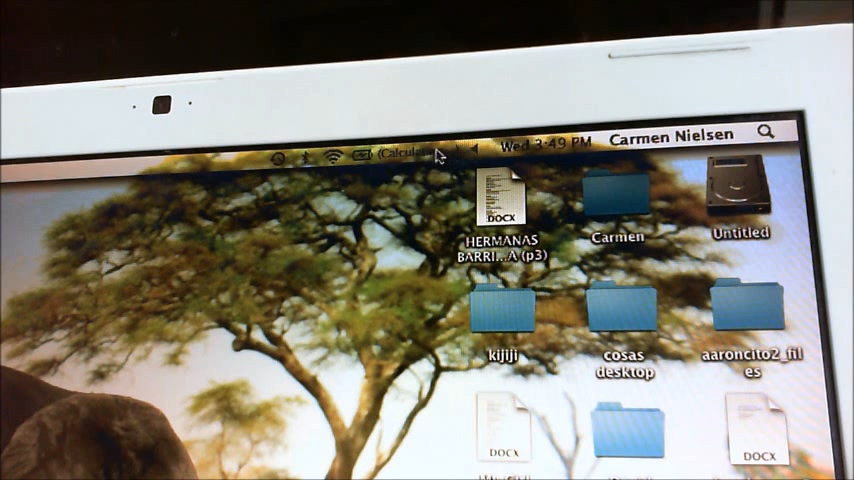 Wed 3:49 PM Carmen Nielsen
DOCX
HERMANAS
BARRI...A (p3)
Carmen
Untitled
kijiji
cosas
desktop
aaroncito2_fil
es
DOCX
DOCX